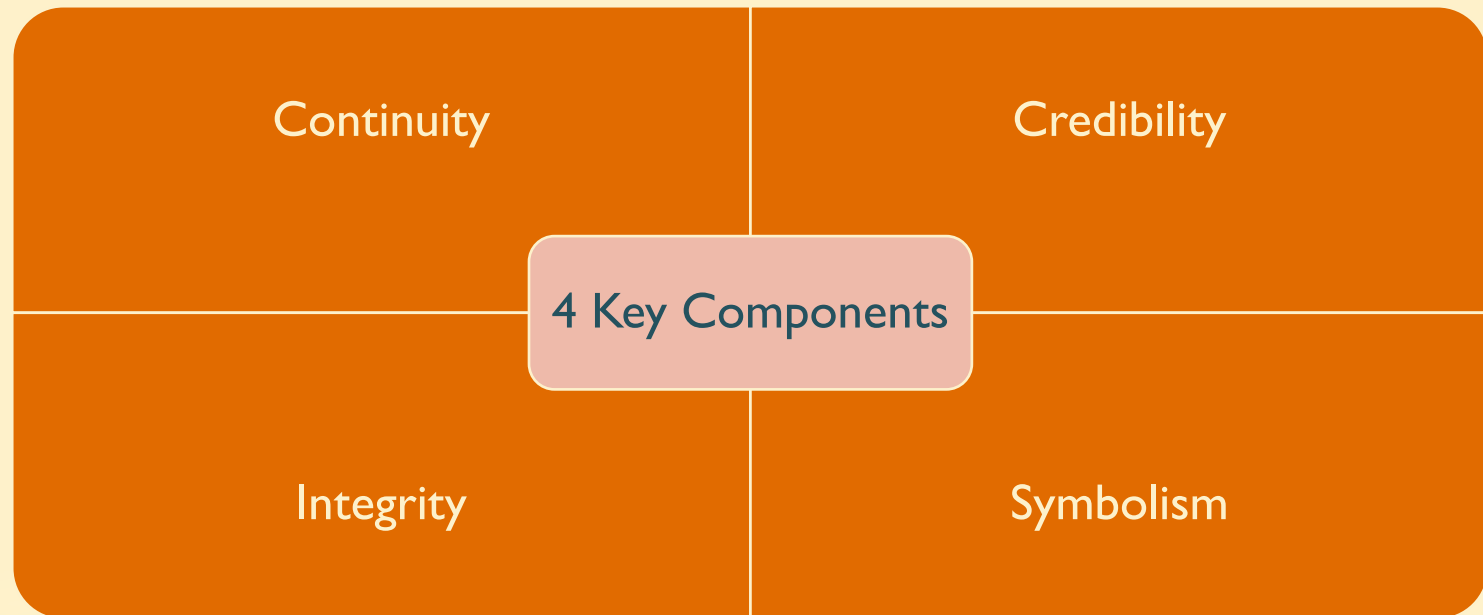 Continuity
Credibility
4 Key Components
Integrity
Symbolism